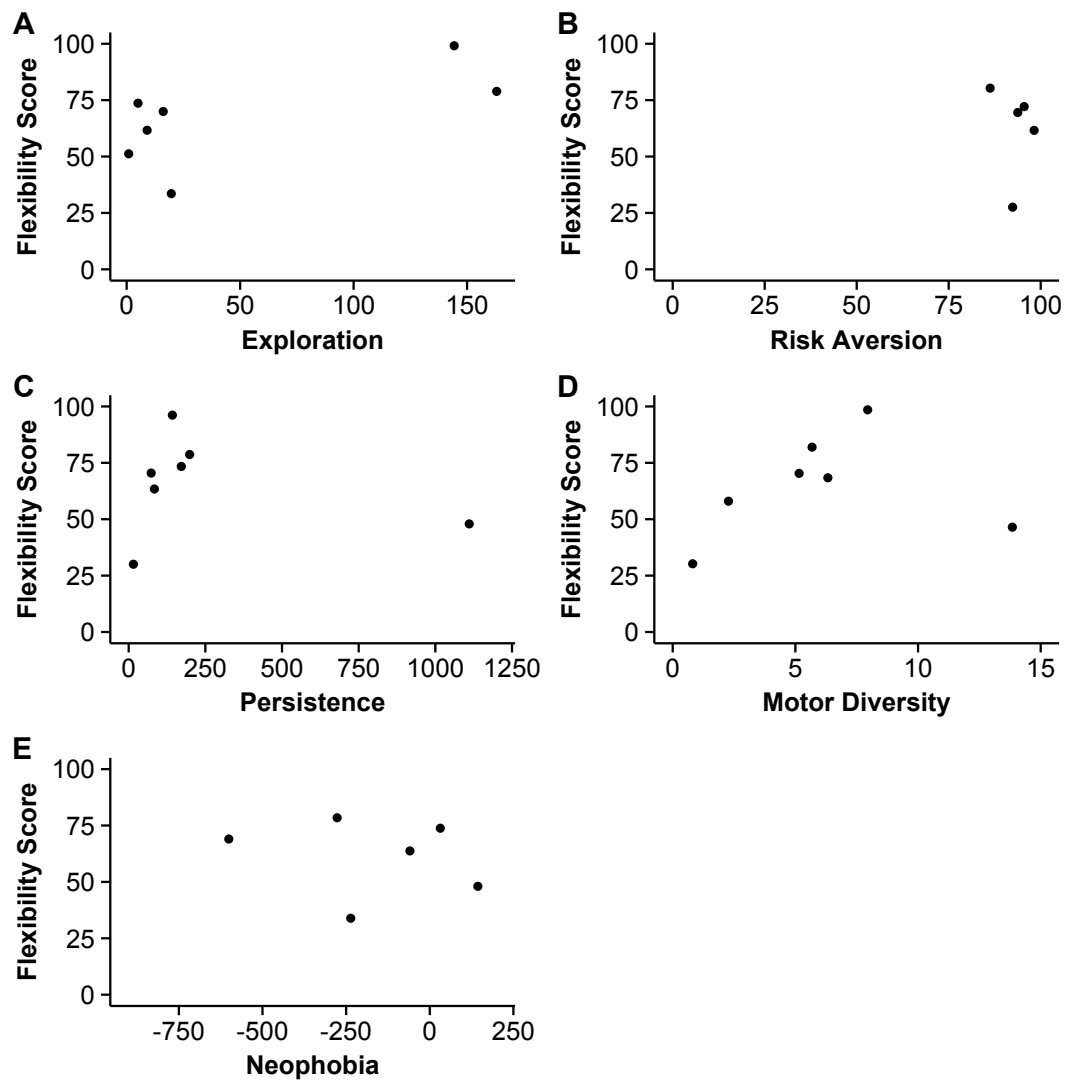 A
Flexibility Score
100
75
50
25
0
0 50 100 150
Exploration
B
Flexibility Score
100
75
50
25
0
0 25 50 75 100
Risk Aversion
C
Flexibility Score
100
75
50
25
0
0 250 500 750 1000 1250
Persistence
D
Flexibility Score
100
75
50
25
0
0 5 10 15
Motor Diversity
E
Flexibility Score
100
75
50
25
0
-750 -500 -250 0 250
Neophobia